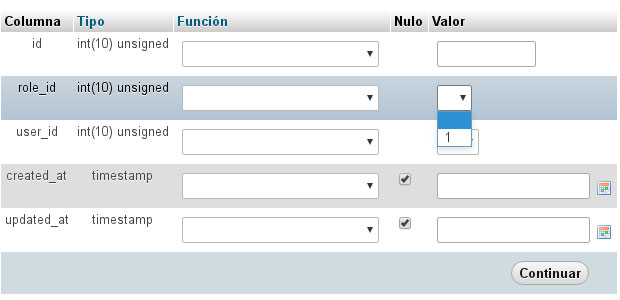 Columna Tipo Función Nulo Valor
id int(10) unsigned
role_id int(10) unsigned
1
user_id int(10) unsigned
created_at timestamp
updated_at timestamp
Continuar